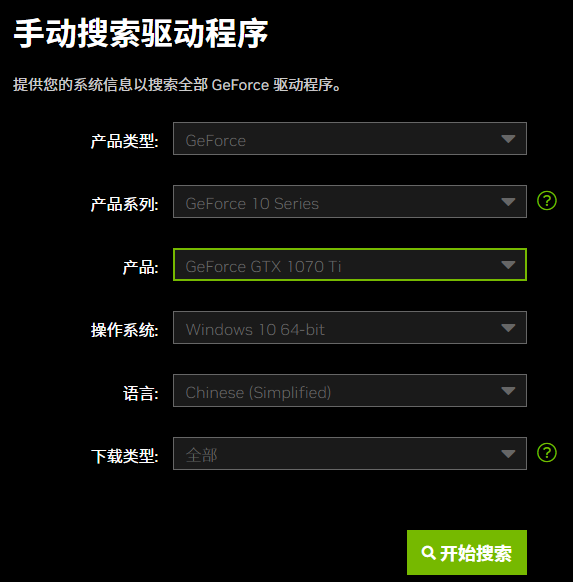 手动搜索驱动程序
提供您的系统信息以搜索全部 GeForce 驱动程序。
产品类型: GeForce
产品系列: GeForce 10 Series ?
产品: GeForce GTX 1070 Ti
操作系统: Windows 10 64-bit
语言: Chinese (Simplified)
下载类型: 全部 ?
开始搜索